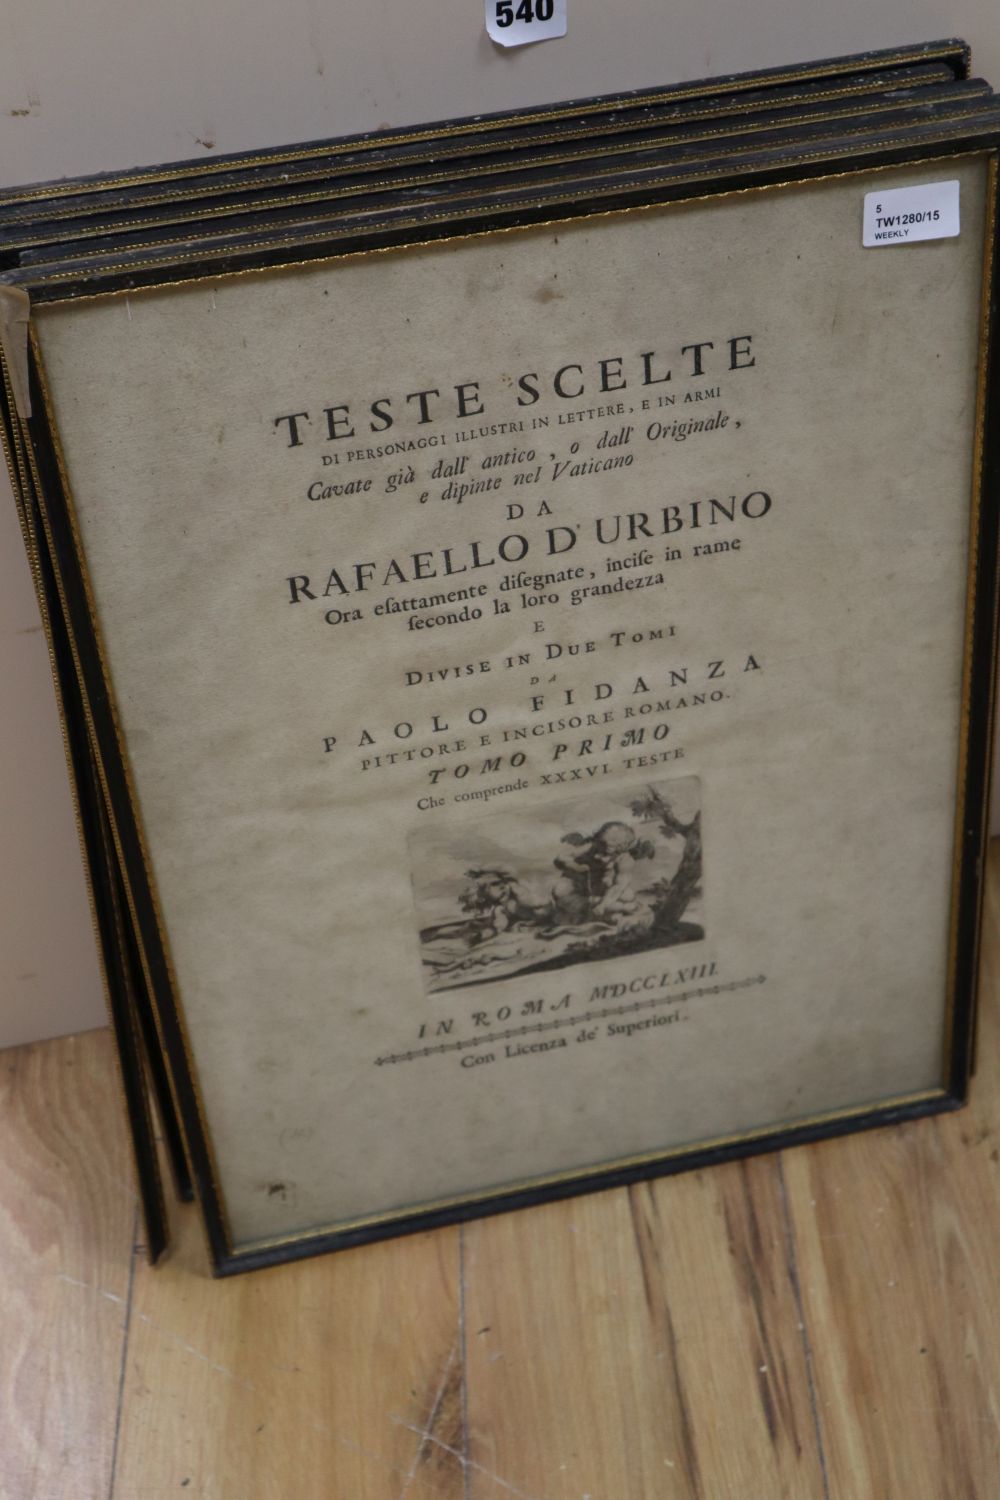 540
5
TW1280/15
WEEKLY
TESTE SCELTE
DI PERSONAGGI ILLUSTRI IN LETTERE, E IN ARMI
Cavate già dall' antico, o dall' Originale,
e dipinte nel Vaticano
DA
RAFAELLO D' URBINO
Ora eſattamente diſegnate, inciſe in rame
ſecondo la loro grandezza
E
DIVISE IN DUE TOMI
DA
PAOLO FIDANZA
PITTORE E INCISORE ROMANO.
TOMO PRIMO
Che comprende XXXVI. TESTE
IN ROMA MDCCLXIII.
Con Licenza de' Superiori.